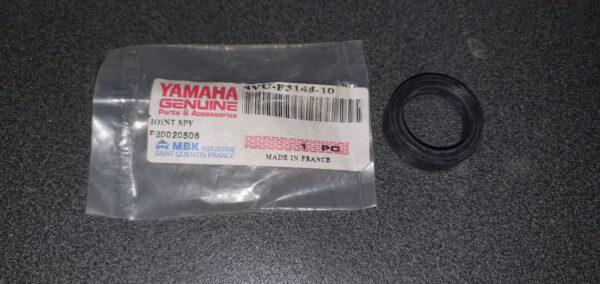 YAMAHA
GENUINE
Parts & Accessories
4VU-F3145-10
JOINT SPY
F20020506
1 PC
MBK INDUSTRIE
SAINT QUENTIN FRANCE
MADE IN FRANCE